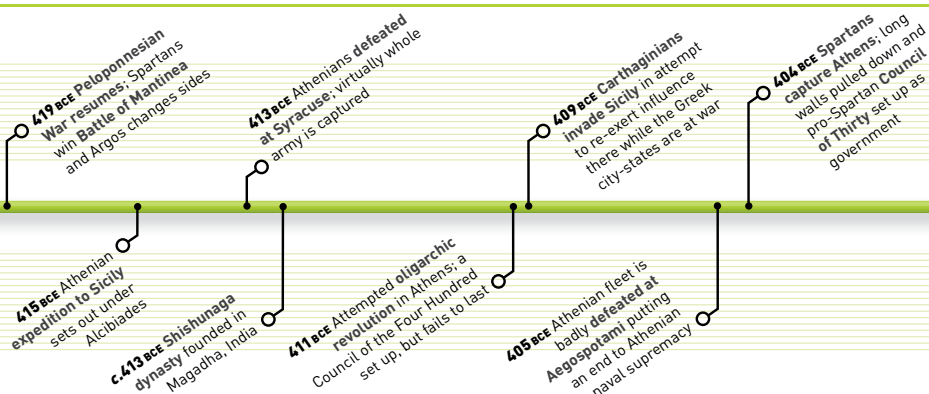 419 BCE Peloponnesian
War resumes; Spartans
win Battle of Mantinea
and Argos changes sides
415 BCE Athenian
expedition to Sicily
sets out under
Alcibiades
413 BCE Athenians defeated
at Syracuse; virtually whole
army is captured
c.413 BCE Shishunaga
dynasty founded in
Magadha, India
411 BCE Attempted oligarchic
revolution in Athens; a
Council of the Four Hundred
set up, but fails to last
409 BCE Carthaginians
invade Sicily in attempt
to re-exert influence
there while the Greek
city-states are at war
405 BCE Athenian fleet is
badly defeated at
Aegospotami putting
an end to Athenian
naval supremacy
404 BCE Spartans
capture Athens; long
walls pulled down and
pro-Spartan Council
of Thirty set up as
government